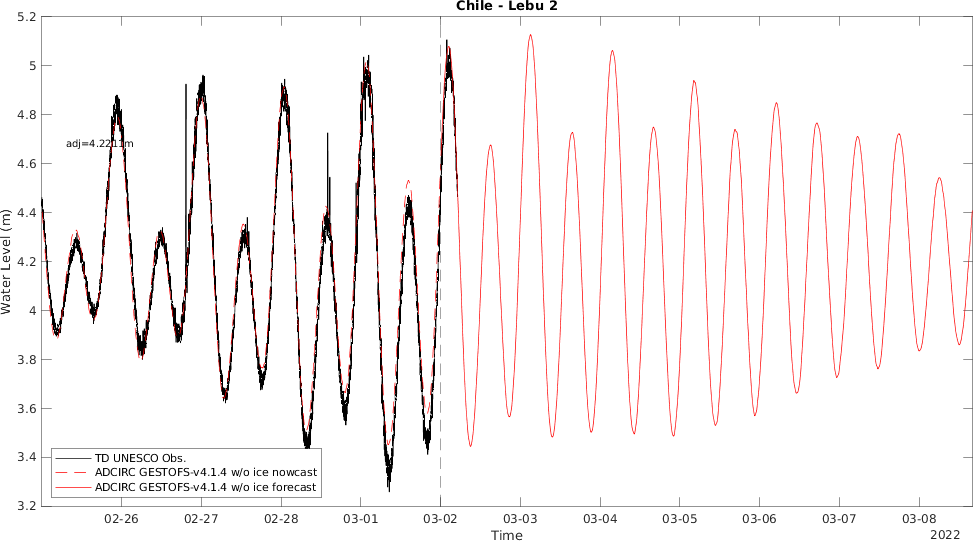 Chile - Lebu 2
5.2
5
4.8
4.6
4.4
4.2
4
3.8
3.6
3.4
3.2
Water Level (m)
adj=4.2211m
TD UNESCO Obs.
ADCIRC GESTOFS-v4.1.4 w/o ice nowcast
ADCIRC GESTOFS-v4.1.4 w/o ice forecast
02-26 02-27 02-28 03-01 03-02 03-03 03-04 03-05 03-06 03-07 03-08
Time
2022